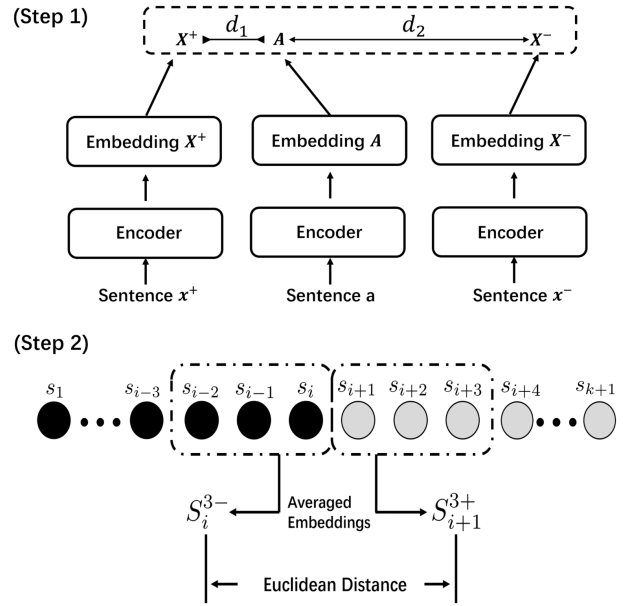 (Step 1)
X⁺ d₁ A d₂ X⁻
Embedding X⁺ Embedding A Embedding X⁻
Encoder Encoder Encoder
Sentence x⁺ Sentence a Sentence x⁻
(Step 2)
s₁ sᵢ₋₃ sᵢ₋₂ sᵢ₋₁ sᵢ sᵢ₊₁ sᵢ₊₂ sᵢ₊₃ sᵢ₊₄ sₖ₊₁
Averaged
Sᵢ³⁻ Embeddings Sᵢ₊₁³⁺
Euclidean Distance